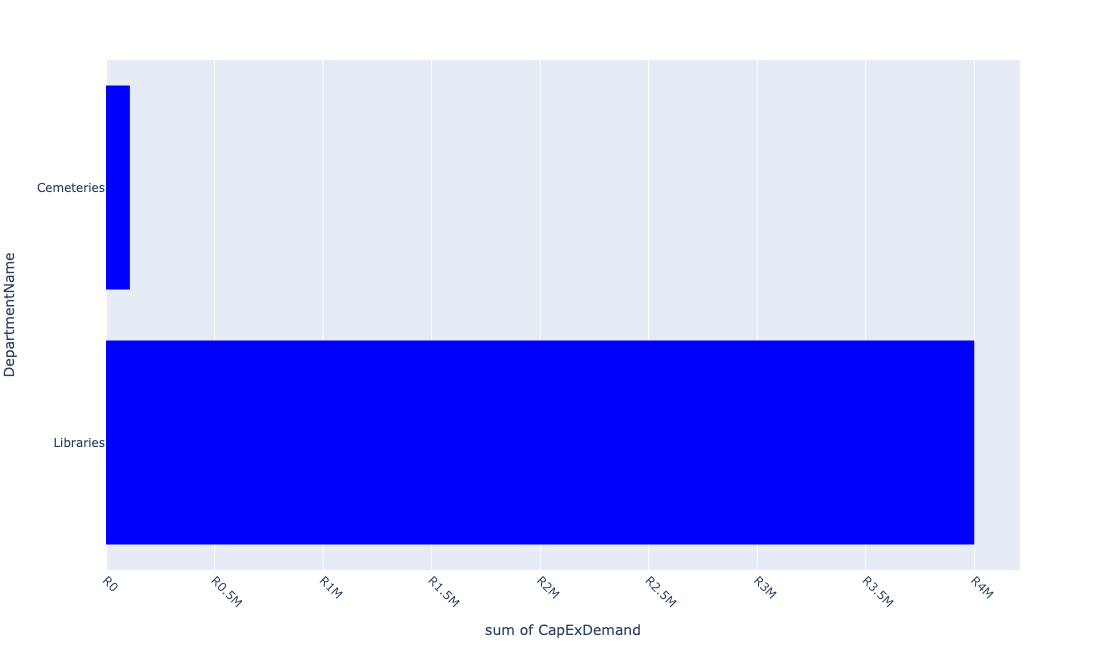 DepartmentName
Cemeteries
Libraries
R0
R0.5M
R1M
R1.5M
R2M
R2.5M
R3M
R3.5M
R4M
sum of CapExDemand